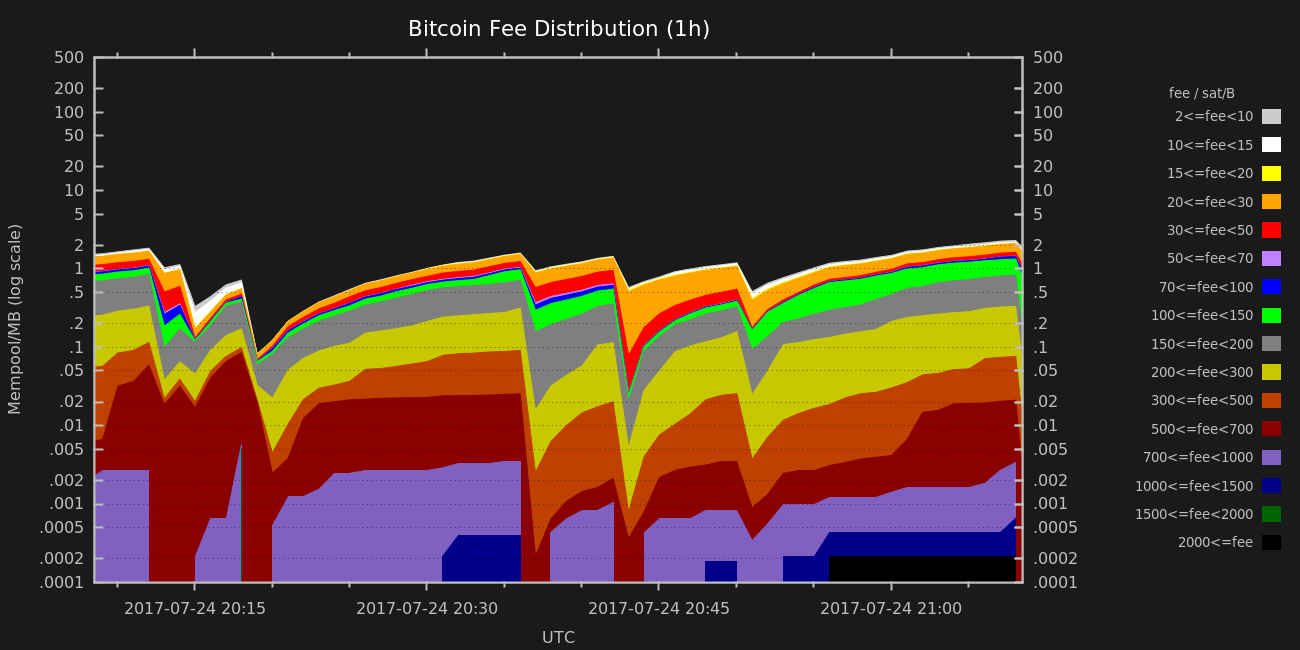 Bitcoin Fee Distribution (1h)
500 500
200 200
100 100
50 50
20 20
10 10
5 5
2 2
1 1
.5 .5
.2 .2
.1 .1
.05 .05
.02 .02
.01 .01
.005 .005
.002 .002
.001 .001
.0005 .0005
.0002 .0002
.0001 .0001
Mempool/MB (log scale)
2017-07-24 20:15 2017-07-24 20:30 2017-07-24 20:45 2017-07-24 21:00
UTC
fee / sat/B
2<=fee<10
10<=fee<15
15<=fee<20
20<=fee<30
30<=fee<50
50<=fee<70
70<=fee<100
100<=fee<150
150<=fee<200
200<=fee<300
300<=fee<500
500<=fee<700
700<=fee<1000
1000<=fee<1500
1500<=fee<2000
2000<=fee